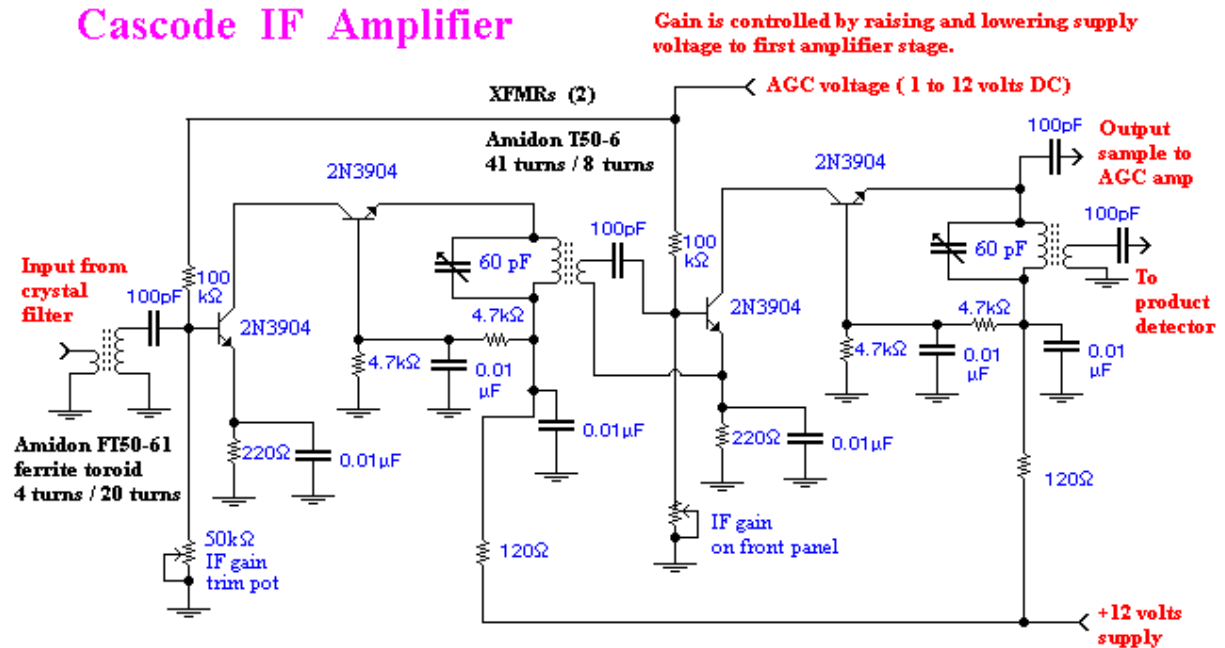 Cascode IF Amplifier
Gain is controlled by raising and lowering supply
voltage to first amplifier stage.
XFMRs (2)
AGC voltage ( 1 to 12 volts DC)
Amidon T50-6
41 turns / 8 turns
2N3904
2N3904
100pF
Output
sample to
AGC amp
100pF
100pF
100
kΩ
60 pF
60 pF
Input from
crystal
filter
100
kΩ
100pF
To
product
detector
2N3904
2N3904
4.7kΩ
4.7kΩ
4.7kΩ
0.01
µF
4.7kΩ
0.01
µF
0.01
µF
Amidon FT50-61
ferrite toroid
4 turns / 20 turns
220Ω
0.01µF
0.01µF
220Ω
0.01µF
120Ω
50kΩ
IF gain
trim pot
120Ω
IF gain
on front panel
+12 volts
supply